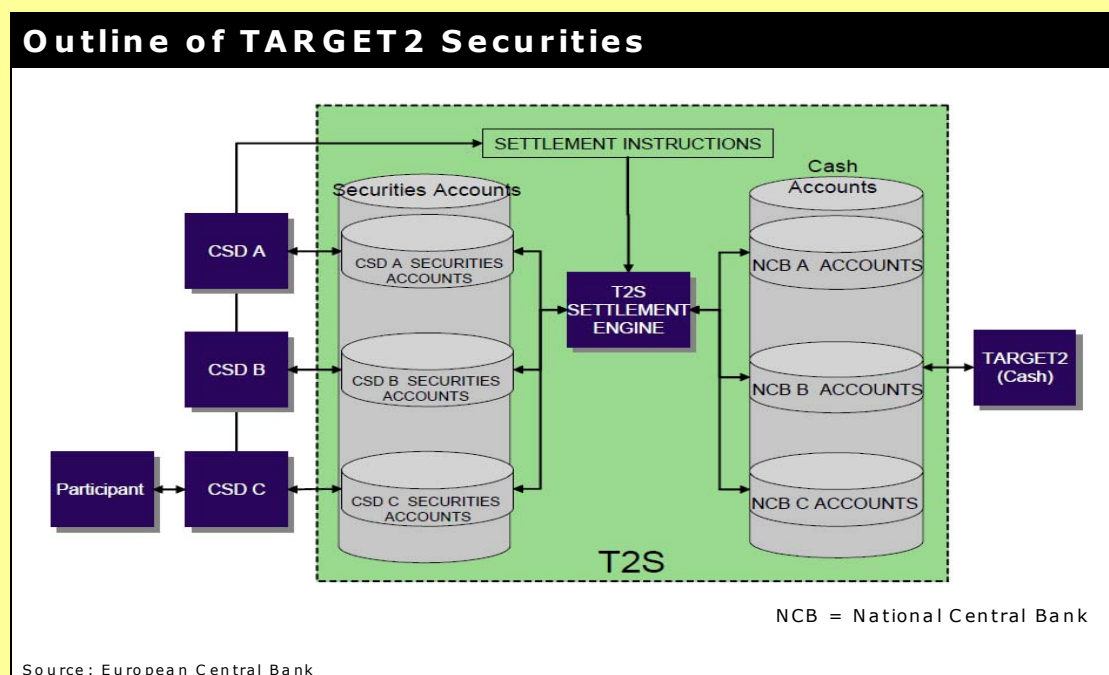 Outline of TARGET2 Securities
SETTLEMENT INSTRUCTIONS
Securities Accounts
Cash
Accounts
CSD A
CSD A SECURITIES
ACCOUNTS
NCB A ACCOUNTS
T2S
SETTLEMENT
ENGINE
CSD B
CSD B SECURITIES
ACCOUNTS
NCB B ACCOUNTS
TARGET2
(Cash)
Participant
CSD C
CSD C SECURITIES
ACCOUNTS
NCB C ACCOUNTS
T2S
NCB = National Central Bank
Source: European Central Bank